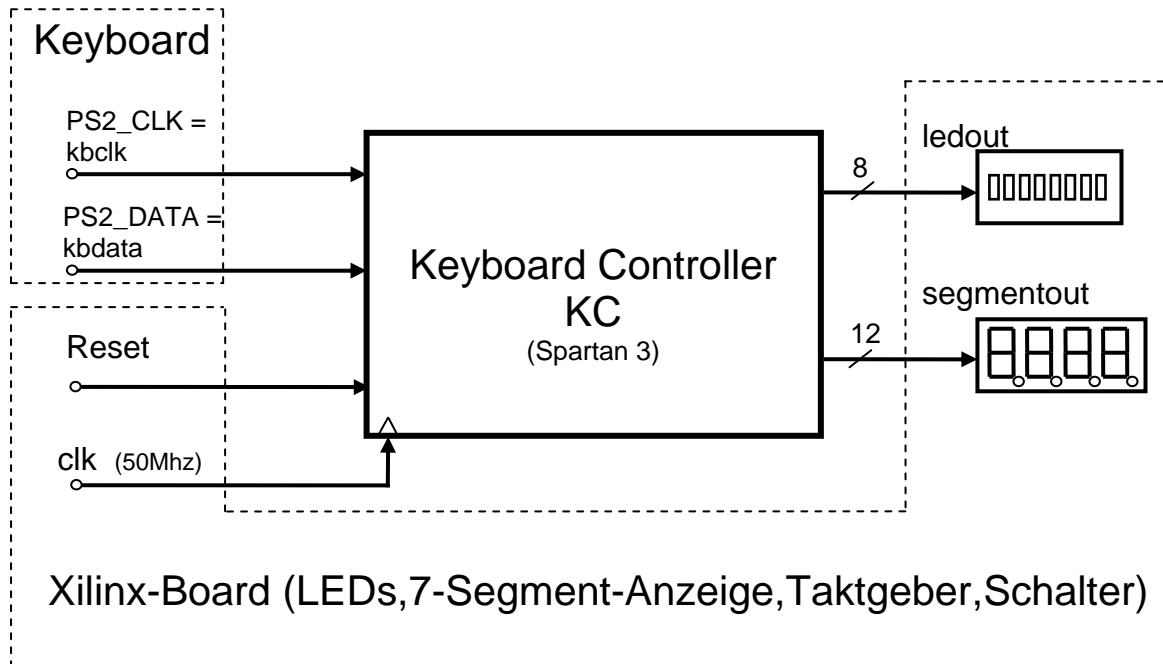 Keyboard
PS2_CLK =
kbclk
PS2_DATA =
kbdata
Reset
clk (50Mhz)
Keyboard Controller
KC
(Spartan 3)
8
ledout
12
segmentout
Xilinx-Board (LEDs,7-Segment-Anzeige,Taktgeber,Schalter)